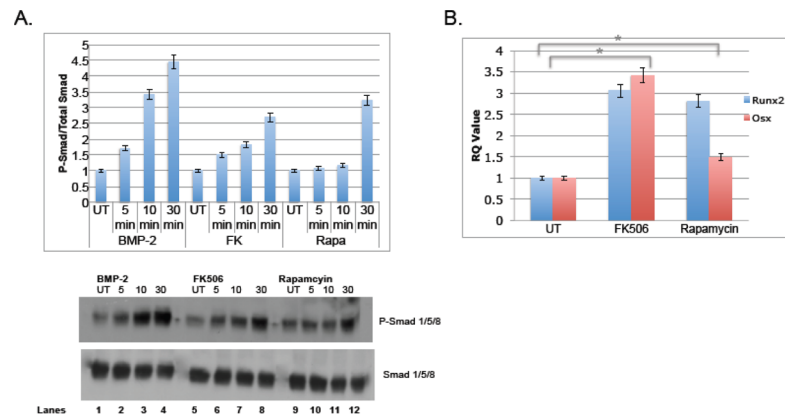 A.
B.
P-Smad/Total Smad
5
4.5
4
3.5
3
2.5
2
1.5
1
0.5
UT 5 min 10 min 30 min UT 5 min 10 min 30 min UT 5 min 10 min 30 min
BMP-2 FK Rapa
RQ Value
4
3.5
3
2.5
2
1.5
1
0.5
0
* *
Runx2
Osx
UT FK506 Rapamycin
BMP-2 FK506 Rapamcyin
UT 5 10 30 UT 5 10 30 UT 5 10 30
P-Smad 1/5/8
Smad 1/5/8
Lanes 1 2 3 4 5 6 7 8 9 10 11 12